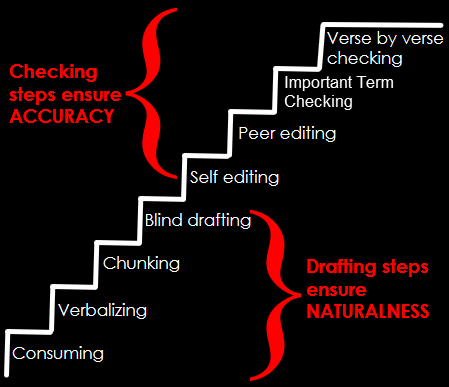 Verse by verse
checking
Important Term
Checking
Peer editing
Self editing
Blind drafting
Chunking
Verbalizing
Consuming
Checking
steps ensure
ACCURACY
Drafting steps
ensure
NATURALNESS